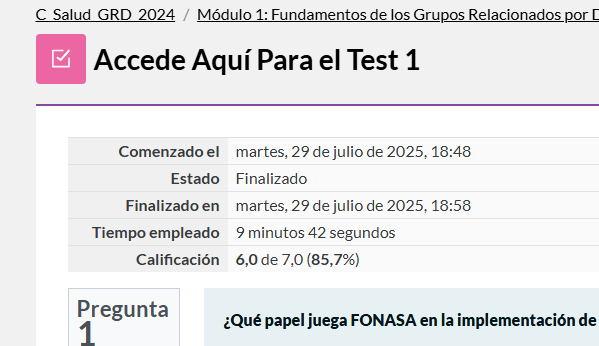 C_Salud_GRD_2024 / Módulo 1: Fundamentos de los Grupos Relacionados por D
Accede Aquí Para el Test 1
Comenzado el martes, 29 de julio de 2025, 18:48
Estado Finalizado
Finalizado en martes, 29 de julio de 2025, 18:58
Tiempo empleado 9 minutos 42 segundos
Calificación 6,0 de 7,0 (85,7%)
Pregunta
1
¿Qué papel juega FONASA en la implementación de